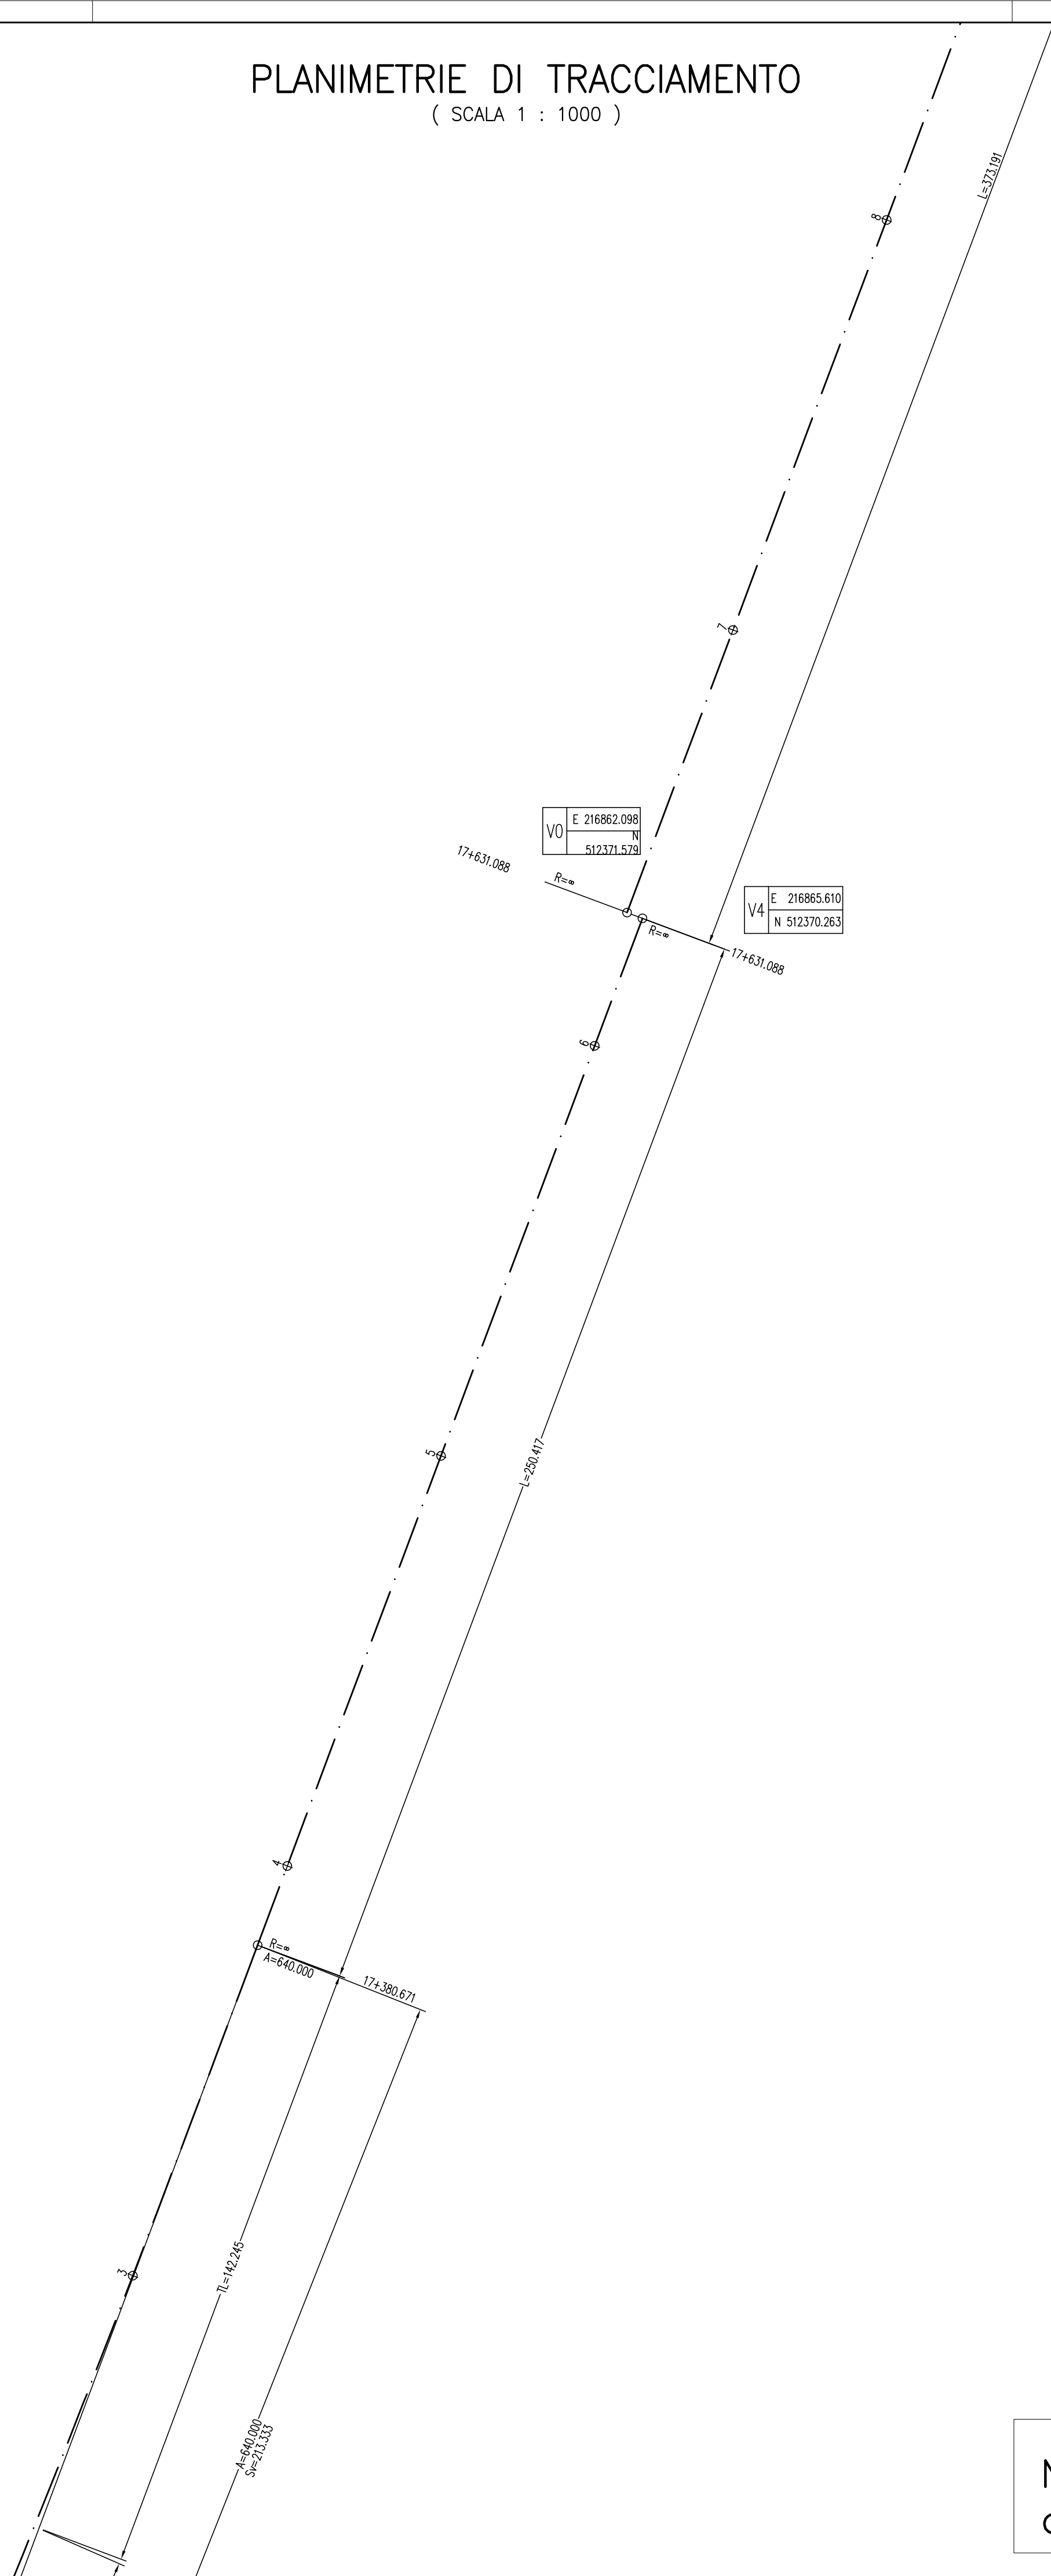 PLANIMETRIE DI TRACCIAMENTO
( SCALA 1 : 1000 )
L=373.191
8
7
V0
E 216862.098
N
512371.579
17+631.088
R=∞
V4
E 216865.610
N 512370.263
R=∞
17+631.088
6
L=250.417
5
4
R=∞
A=640.000
17+380.671
3
TL=142.245
A=640.000
Sv=213.333